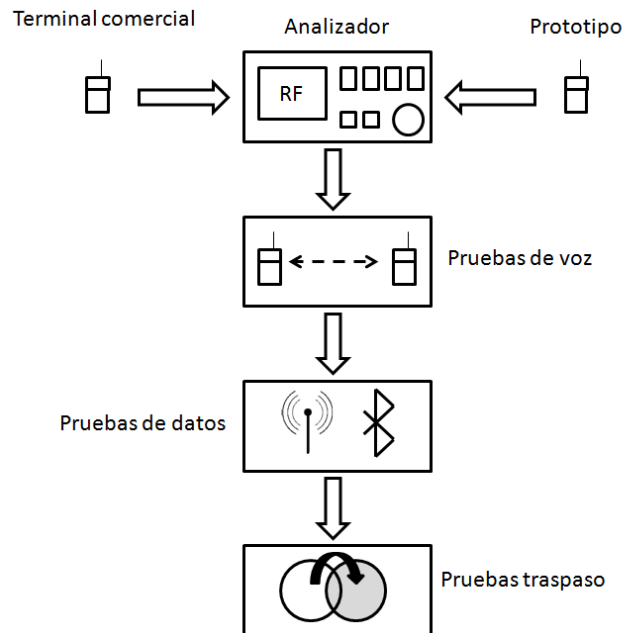 Terminal comercial
Analizador
Prototipo
RF
Pruebas de voz
Pruebas de datos
Pruebas traspaso